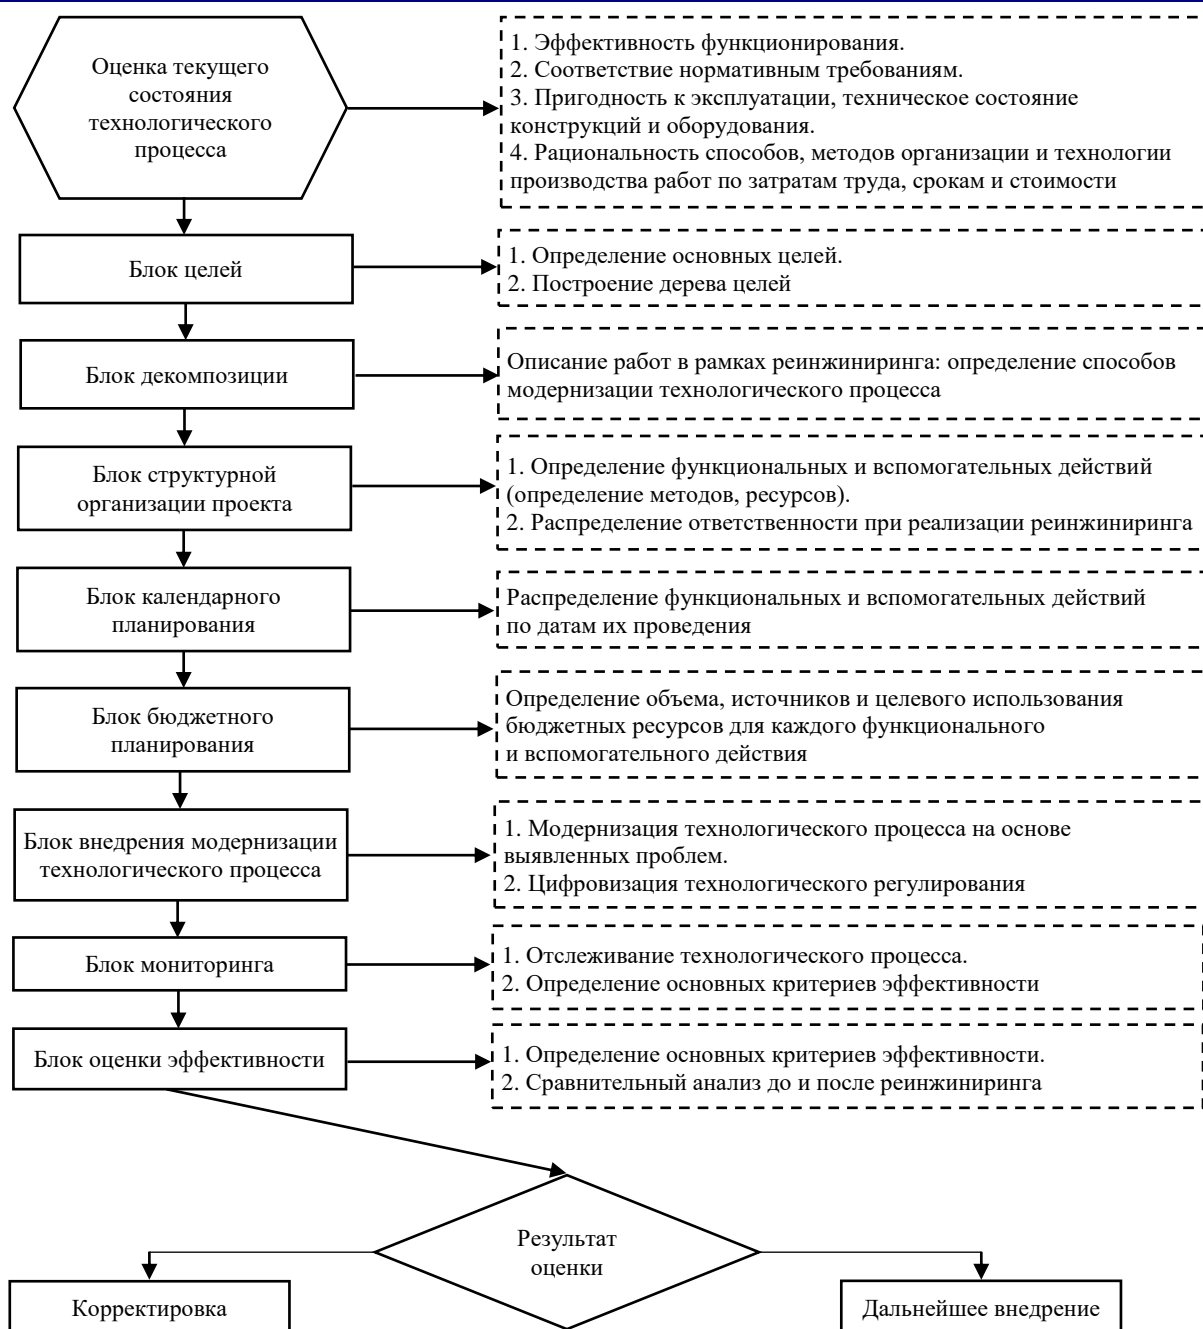 Оценка текущего
состояния
технологического
процесса
1. Эффективность функционирования.
2. Соответствие нормативным требованиям.
3. Пригодность к эксплуатации, техническое состояние
конструкций и оборудования.
4. Рациональность способов, методов организации и технологии
производства работ по затратам труда, срокам и стоимости
Блок целей
1. Определение основных целей.
2. Построение дерева целей
Блок декомпозиции
Описание работ в рамках реинжиниринга: определение способов
модернизации технологического процесса
Блок структурной
организации проекта
1. Определение функциональных и вспомогательных действий
(определение методов, ресурсов).
2. Распределение ответственности при реализации реинжиниринга
Блок календарного
планирования
Распределение функциональных и вспомогательных действий
по датам их проведения
Блок бюджетного
планирования
Определение объема, источников и целевого использования
бюджетных ресурсов для каждого функционального
и вспомогательного действия
Блок внедрения модернизации
технологического процесса
1. Модернизация технологического процесса на основе
выявленных проблем.
2. Цифровизация технологического регулирования
Блок мониторинга
1. Отслеживание технологического процесса.
2. Определение основных критериев эффективности
Блок оценки эффективности
1. Определение основных критериев эффективности.
2. Сравнительный анализ до и после реинжиниринга
Результат
оценки
Корректировка
Дальнейшее внедрение